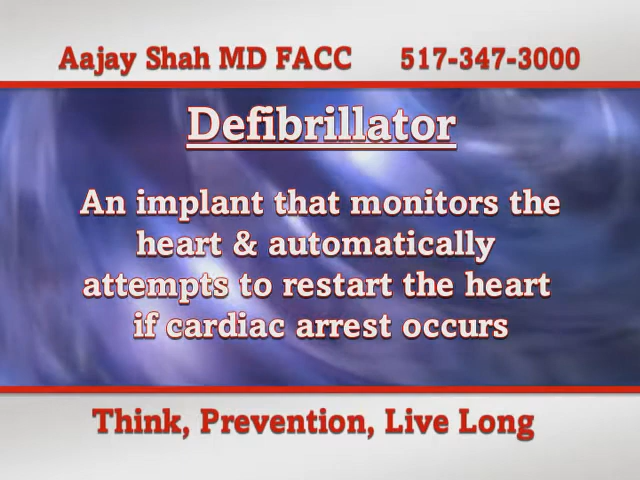 Aajay Shah MD FACC 517-347-3000
Defibrillator
An implant that monitors the
heart & automatically
attempts to restart the heart
if cardiac arrest occurs
Think, Prevention, Live Long